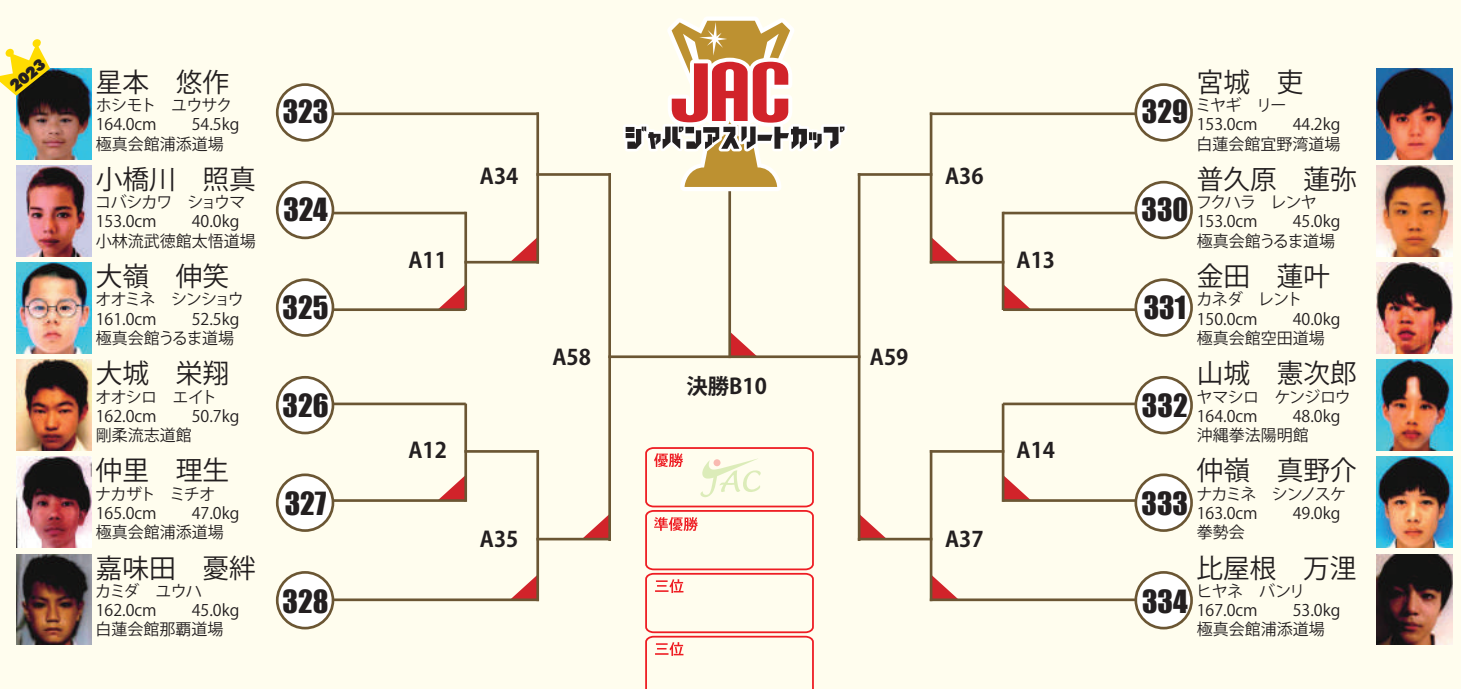 2023
星本　悠作
ホシモト　ユウサク
164.0cm　54.5kg
極真会館浦添道場
323
小橋川　照真
コバシカワ　ショウマ
153.0cm　40.0kg
小林流武徳館太悟道場
324
大嶺　伸笑
オオミネ　シンショウ
161.0cm　52.5kg
極真会館うるま道場
325
大城　栄翔
オオシロ　エイト
162.0cm　50.7kg
剛柔流志道館
326
仲里　理生
ナカザト　ミチオ
165.0cm　47.0kg
極真会館浦添道場
327
嘉味田　憂絆
カミダ　ユウハ
162.0cm　45.0kg
白蓮会館那覇道場
328
A34
A11
A58
A12
A35
JAC
ジャパンアスリートカップ
決勝B10
優勝
JAC
準優勝
三位
三位
A36
A13
A59
A14
A37
329
宮城　吏
ミヤギ　リー
153.0cm　44.2kg
白蓮会館宜野湾道場
330
普久原　蓮弥
フクハラ　レンヤ
153.0cm　45.0kg
極真会館うるま道場
331
金田　蓮叶
カネダ　レント
150.0cm　40.0kg
極真会館空田道場
332
山城　憲次郎
ヤマシロ　ケンジロウ
164.0cm　48.0kg
沖縄拳法陽明館
333
仲嶺　真野介
ナカミネ　シンノスケ
163.0cm　49.0kg
拳勢会
334
比屋根　万浬
ヒヤネ　バンリ
167.0cm　53.0kg
極真会館浦添道場